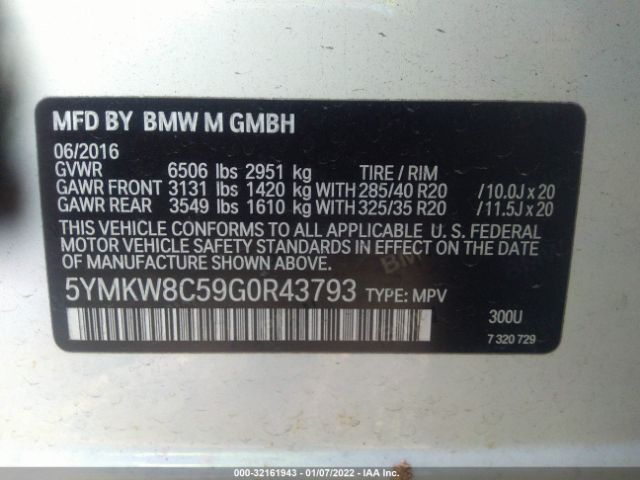 MFD BY BMW M GMBH
06/2016
GVWR 6506 lbs 2951 kg TIRE / RIM
GAWR FRONT 3131 lbs 1420 kg WITH 285/40 R20 /10.0J x 20
GAWR REAR 3549 lbs 1610 kg WITH 325/35 R20 /11.5J x 20
THIS VEHICLE CONFORMS TO ALL APPLICABLE U. S. FEDERAL
MOTOR VEHICLE SAFETY STANDARDS IN EFFECT ON THE
DATE OF MANUFACTURE SHOWN ABOVE.
5YMKW8C59G0R43793 TYPE: MPV
300U
7 320 729
000-32161943 - 01/07/2022 - IAA Inc.